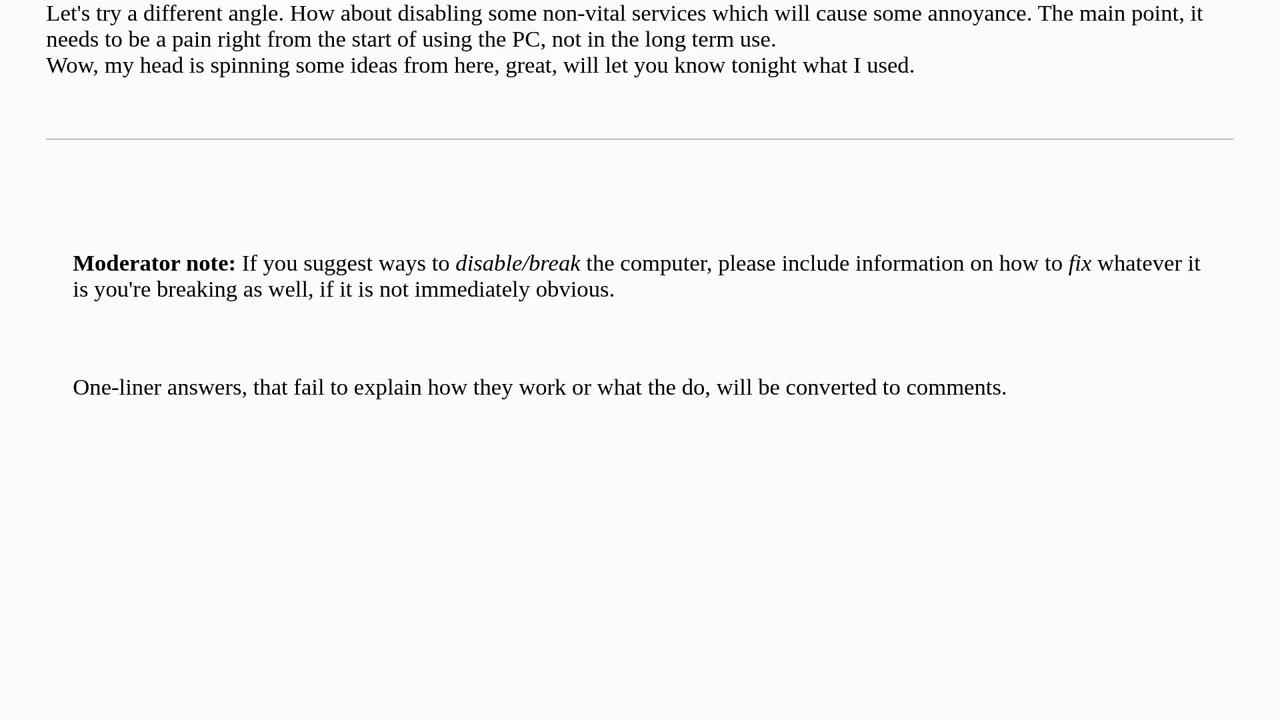 Let's try a different angle. How about disabling some non-vital services which will cause some annoyance. The main point, it
needs to be a pain right from the start of using the PC, not in the long term use.
Wow, my head is spinning some ideas from here, great, will let you know tonight what I used.
Moderator note: If you suggest ways to disable/break the computer, please include information on how to fix whatever it
is you're breaking as well, if it is not immediately obvious.
One-liner answers, that fail to explain how they work or what the do, will be converted to comments.